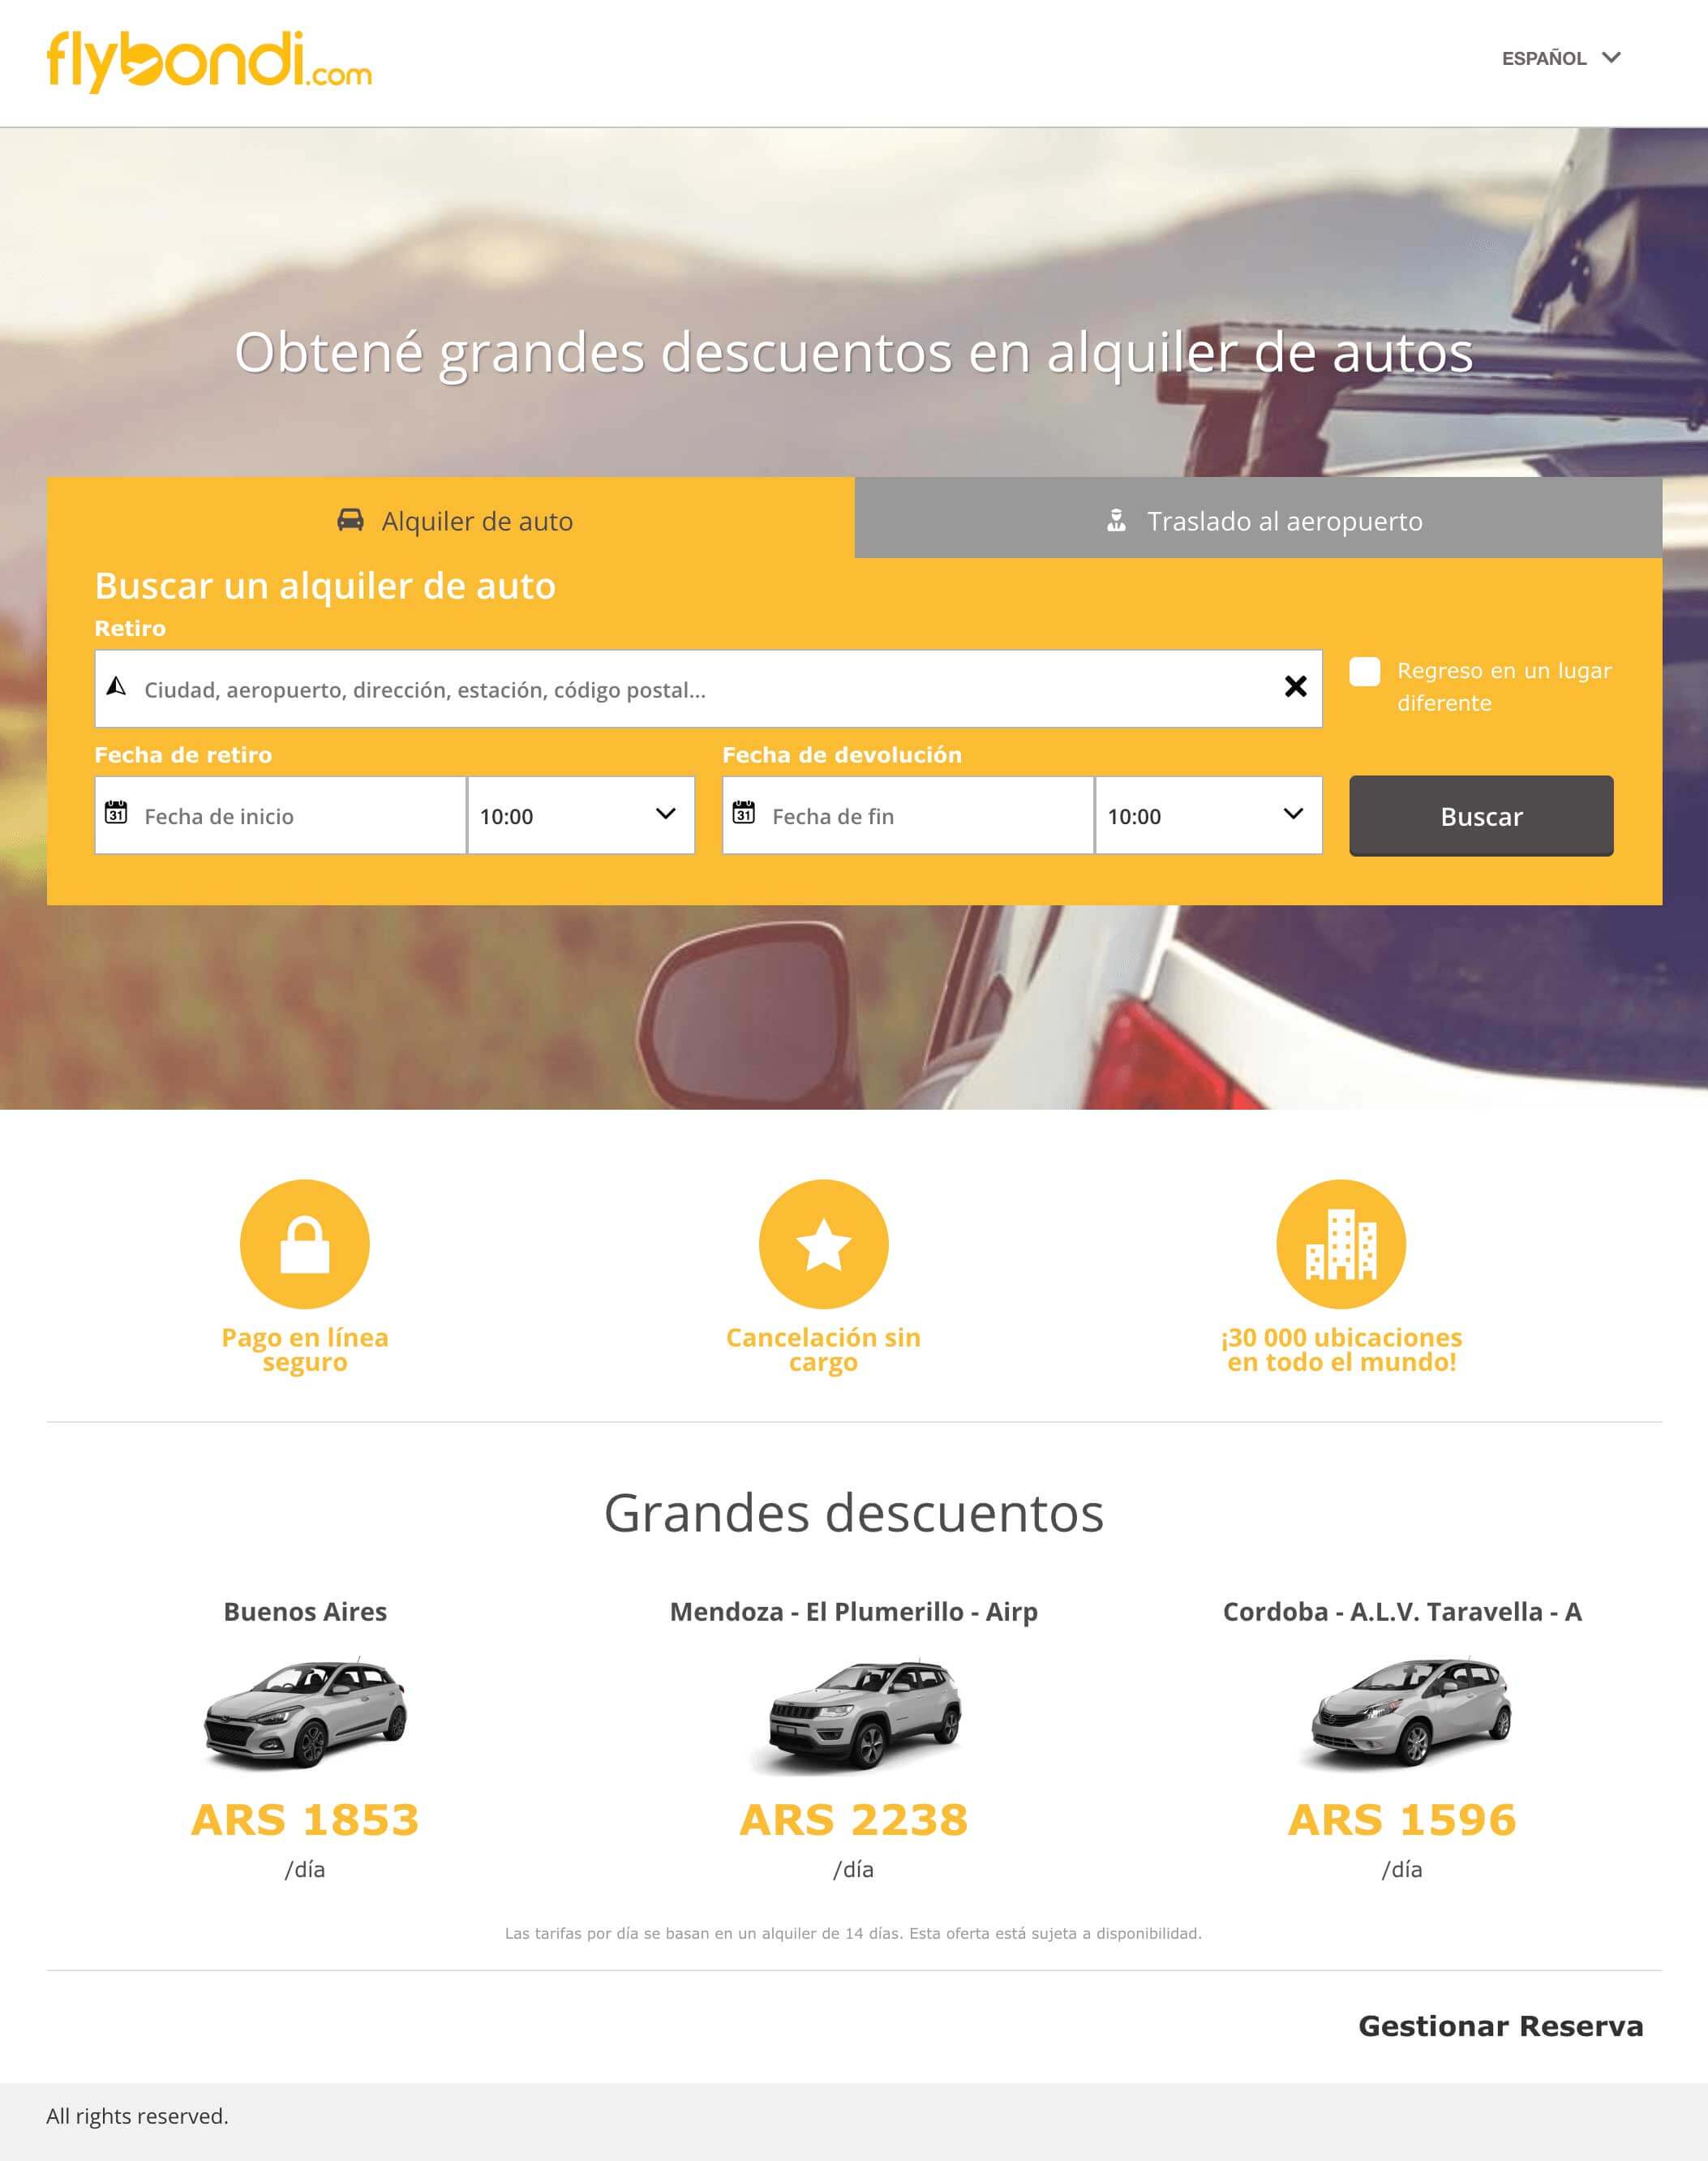 flybondi.com
ESPAÑOL
Obtené grandes descuentos en alquiler de autos
Alquiler de auto
Traslado al aeropuerto
Buscar un alquiler de auto
Retiro
Ciudad, aeropuerto, dirección, estación, código postal...
Regreso en un lugar
diferente
Fecha de retiro
Fecha de devolución
31 Fecha de inicio
10:00
31 Fecha de fin
10:00
Buscar
Pago en línea
seguro
Cancelación sin
cargo
¡30 000 ubicaciones
en todo el mundo!
Grandes descuentos
Buenos Aires
Mendoza - El Plumerillo - Airp
Cordoba - A.L.V. Taravella - A
ARS 1853
ARS 2238
ARS 1596
/día
/día
/día
Las tarifas por día se basan en un alquiler de 14 días. Esta oferta está sujeta a disponibilidad.
Gestionar Reserva
All rights reserved.